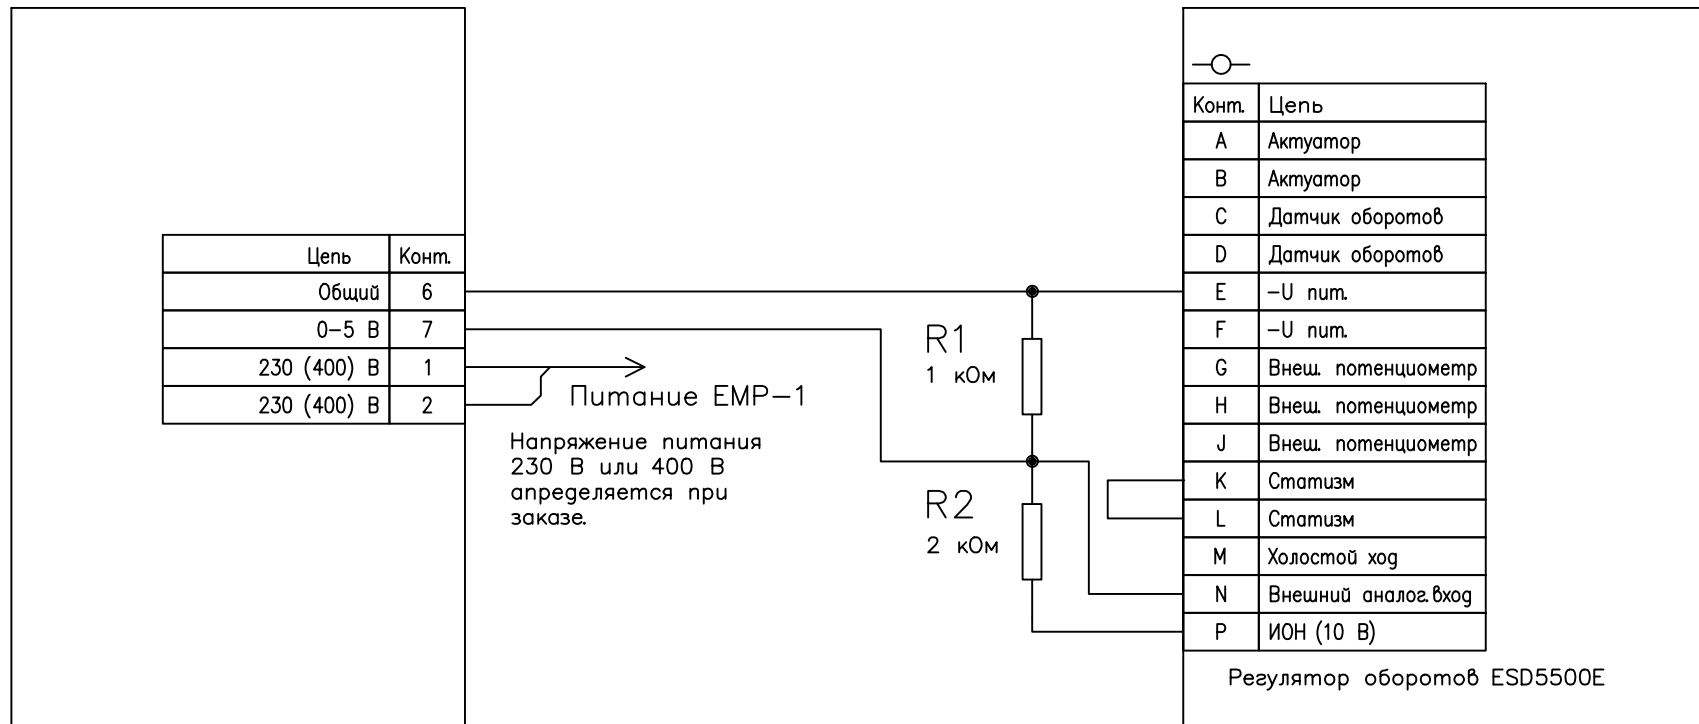 Цепь Конт.
Общий 6
0–5 В 7
230 (400) В 1
230 (400) В 2
Питание EMP–1
Напряжение питания
230 В или 400 В
апределяется при
заказе.
R1
1 кОм
R2
2 кОм
Конт. Цепь
A Актуатор
B Актуатор
C Датчик оборотов
D Датчик оборотов
E –U пит.
F –U пит.
G Внеш. потенциометр
H Внеш. потенциометр
J Внеш. потенциометр
K Статизм
L Статизм
M Холостой ход
N Внешний аналог.вход
P ИОН (10 В)
Регулятор оборотов ESD5500E